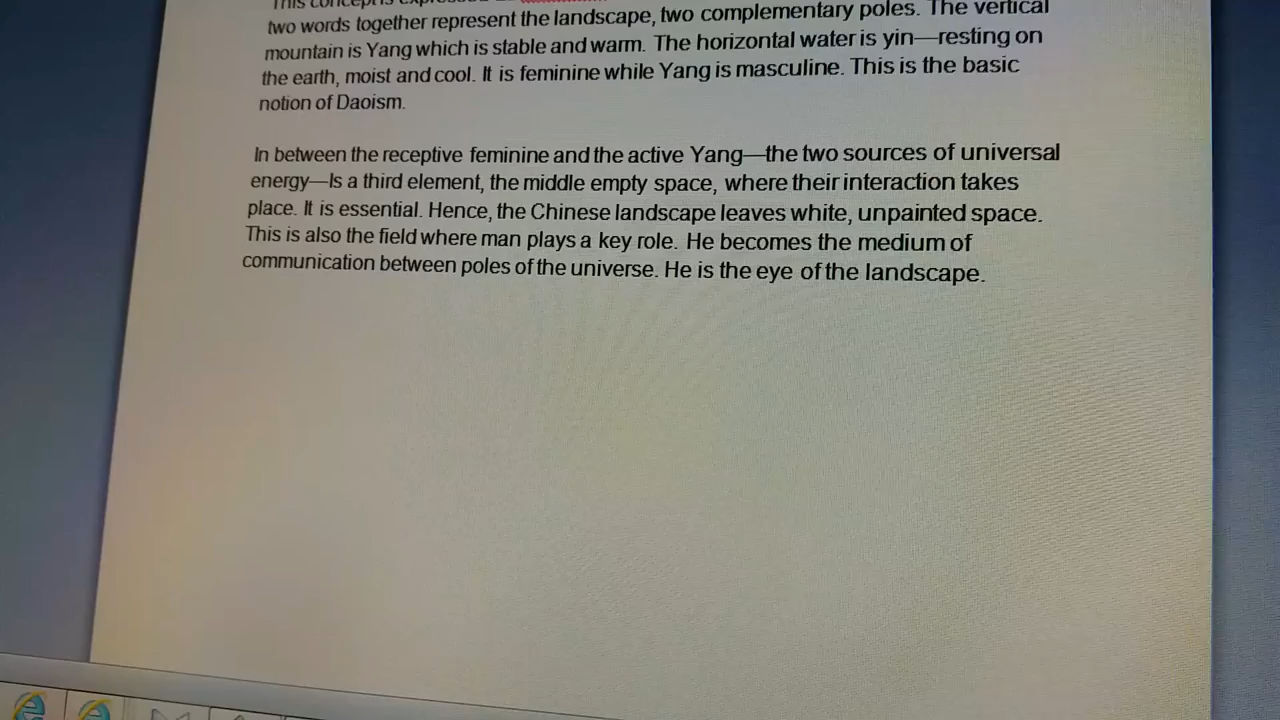 This concept is expressed
two words together represent the landscape, two complementary poles. The vertical
mountain is Yang which is stable and warm. The horizontal water is yin—resting on
the earth, moist and cool. It is feminine while Yang is masculine. This is the basic
notion of Daoism.
In between the receptive feminine and the active Yang—the two sources of universal
energy—Is a third element, the middle empty space, where their interaction takes
place. It is essential. Hence, the Chinese landscape leaves white, unpainted space.
This is also the field where man plays a key role. He becomes the medium of
communication between poles of the universe. He is the eye of the landscape.